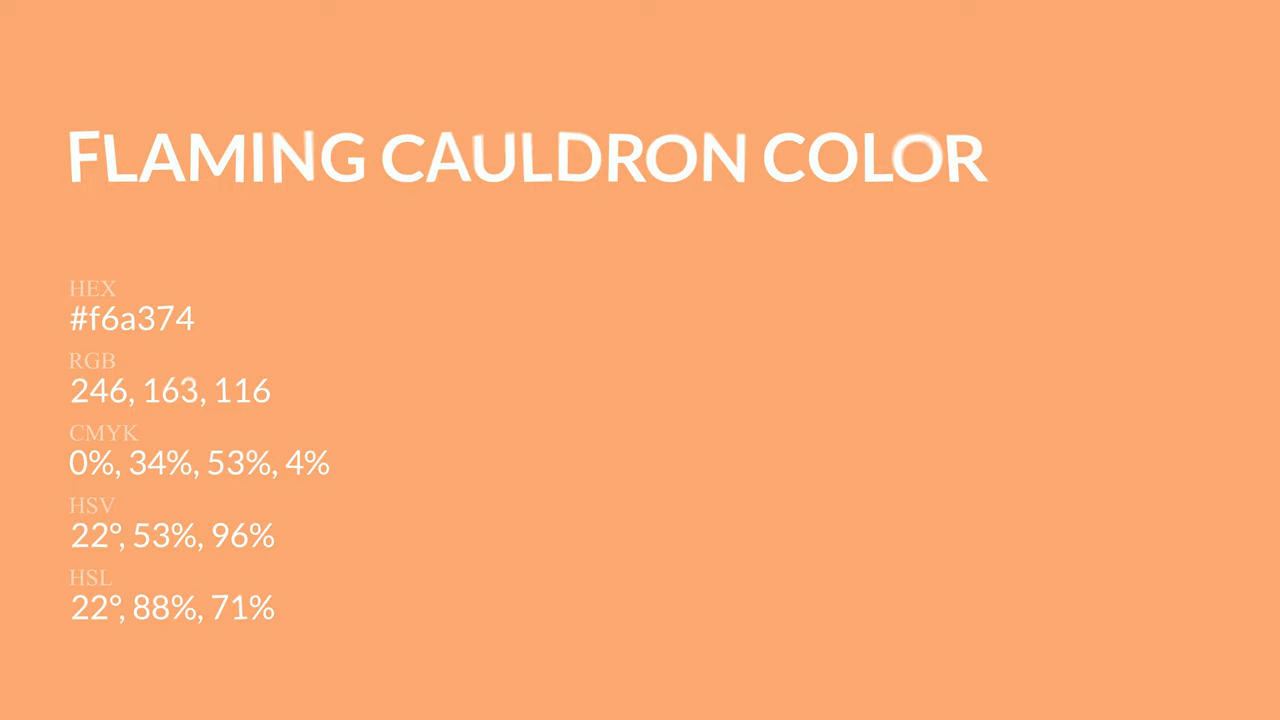 FLAMING CAULDRON COLOR
HEX
#f6a374
RGB
246, 163, 116
CMYK
0%, 34%, 53%, 4%
HSV
22°, 53%, 96%
HSL
22°, 88%, 71%